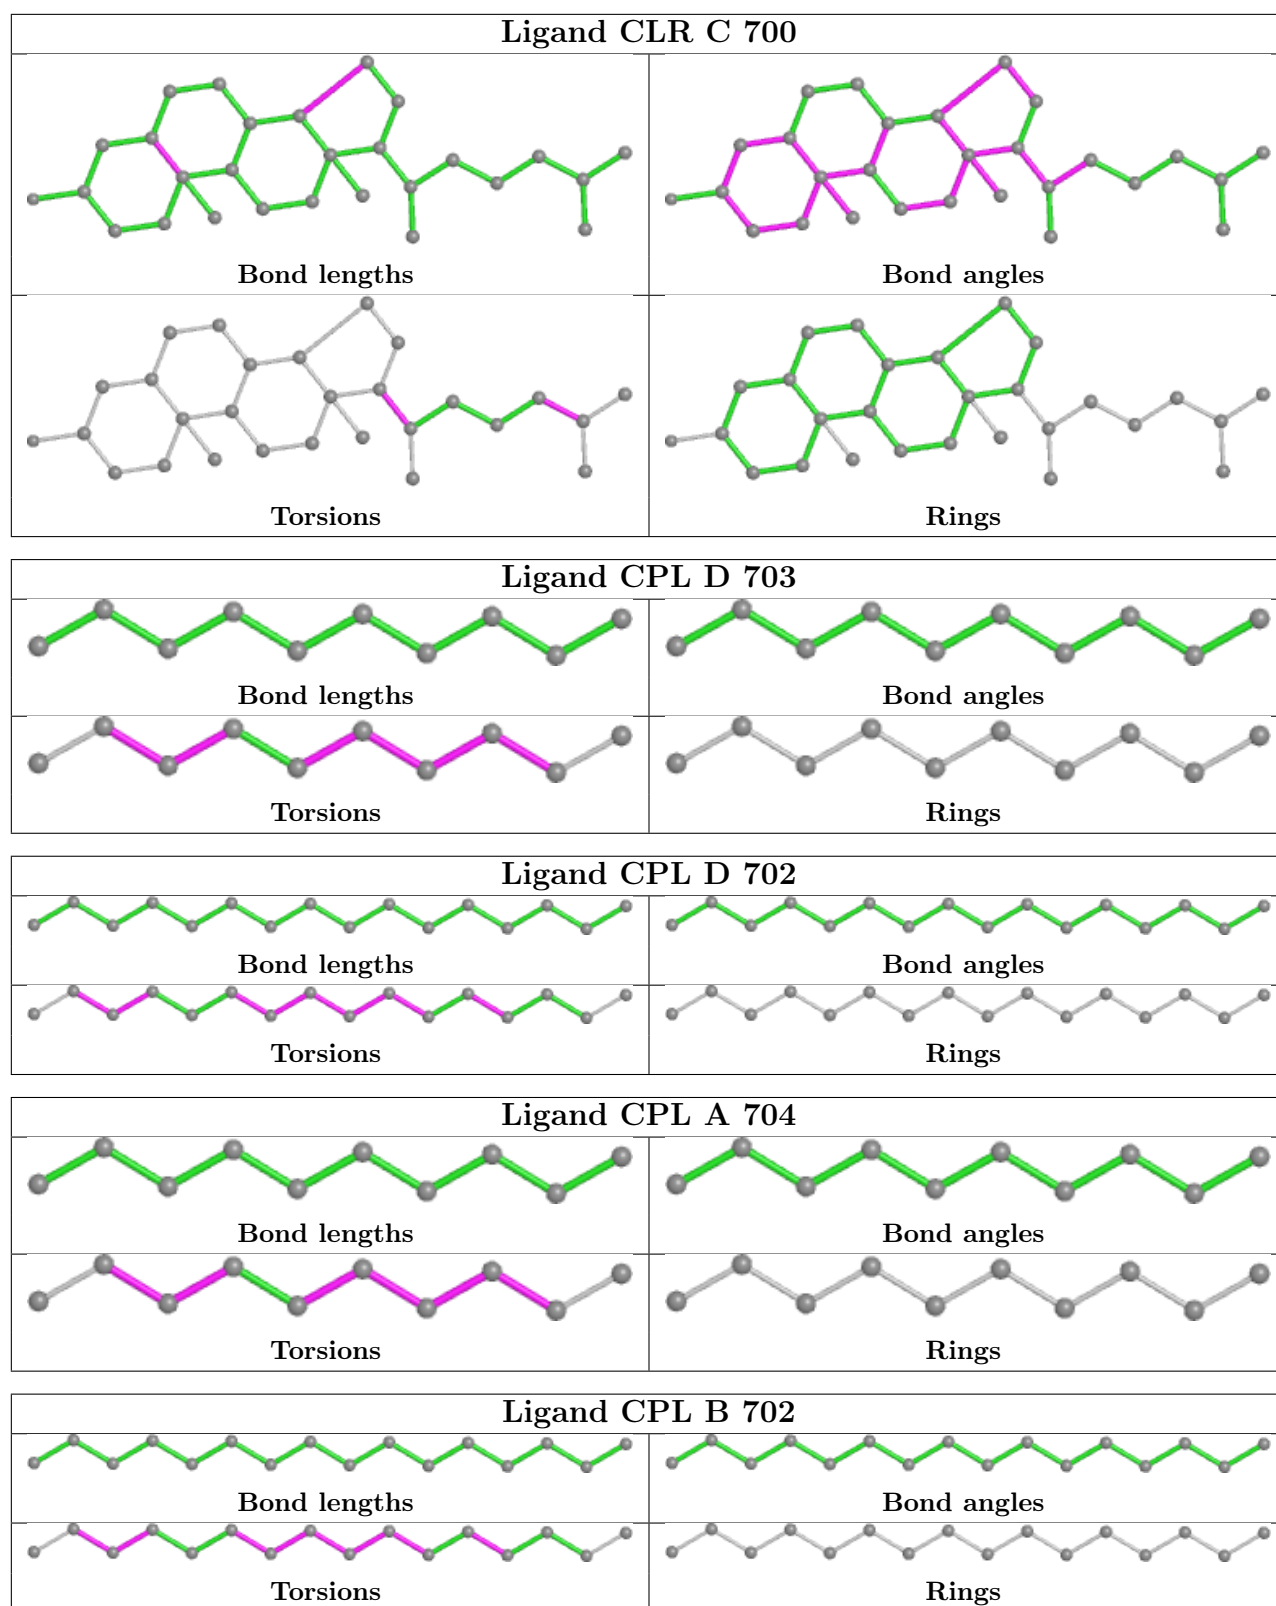 Ligand CLR C 700
Bond lengths
Bond angles
Torsions
Rings
Ligand CPL D 703
Bond lengths
Bond angles
Torsions
Rings
Ligand CPL D 702
Bond lengths
Bond angles
Torsions
Rings
Ligand CPL A 704
Bond lengths
Bond angles
Torsions
Rings
Ligand CPL B 702
Bond lengths
Bond angles
Torsions
Rings